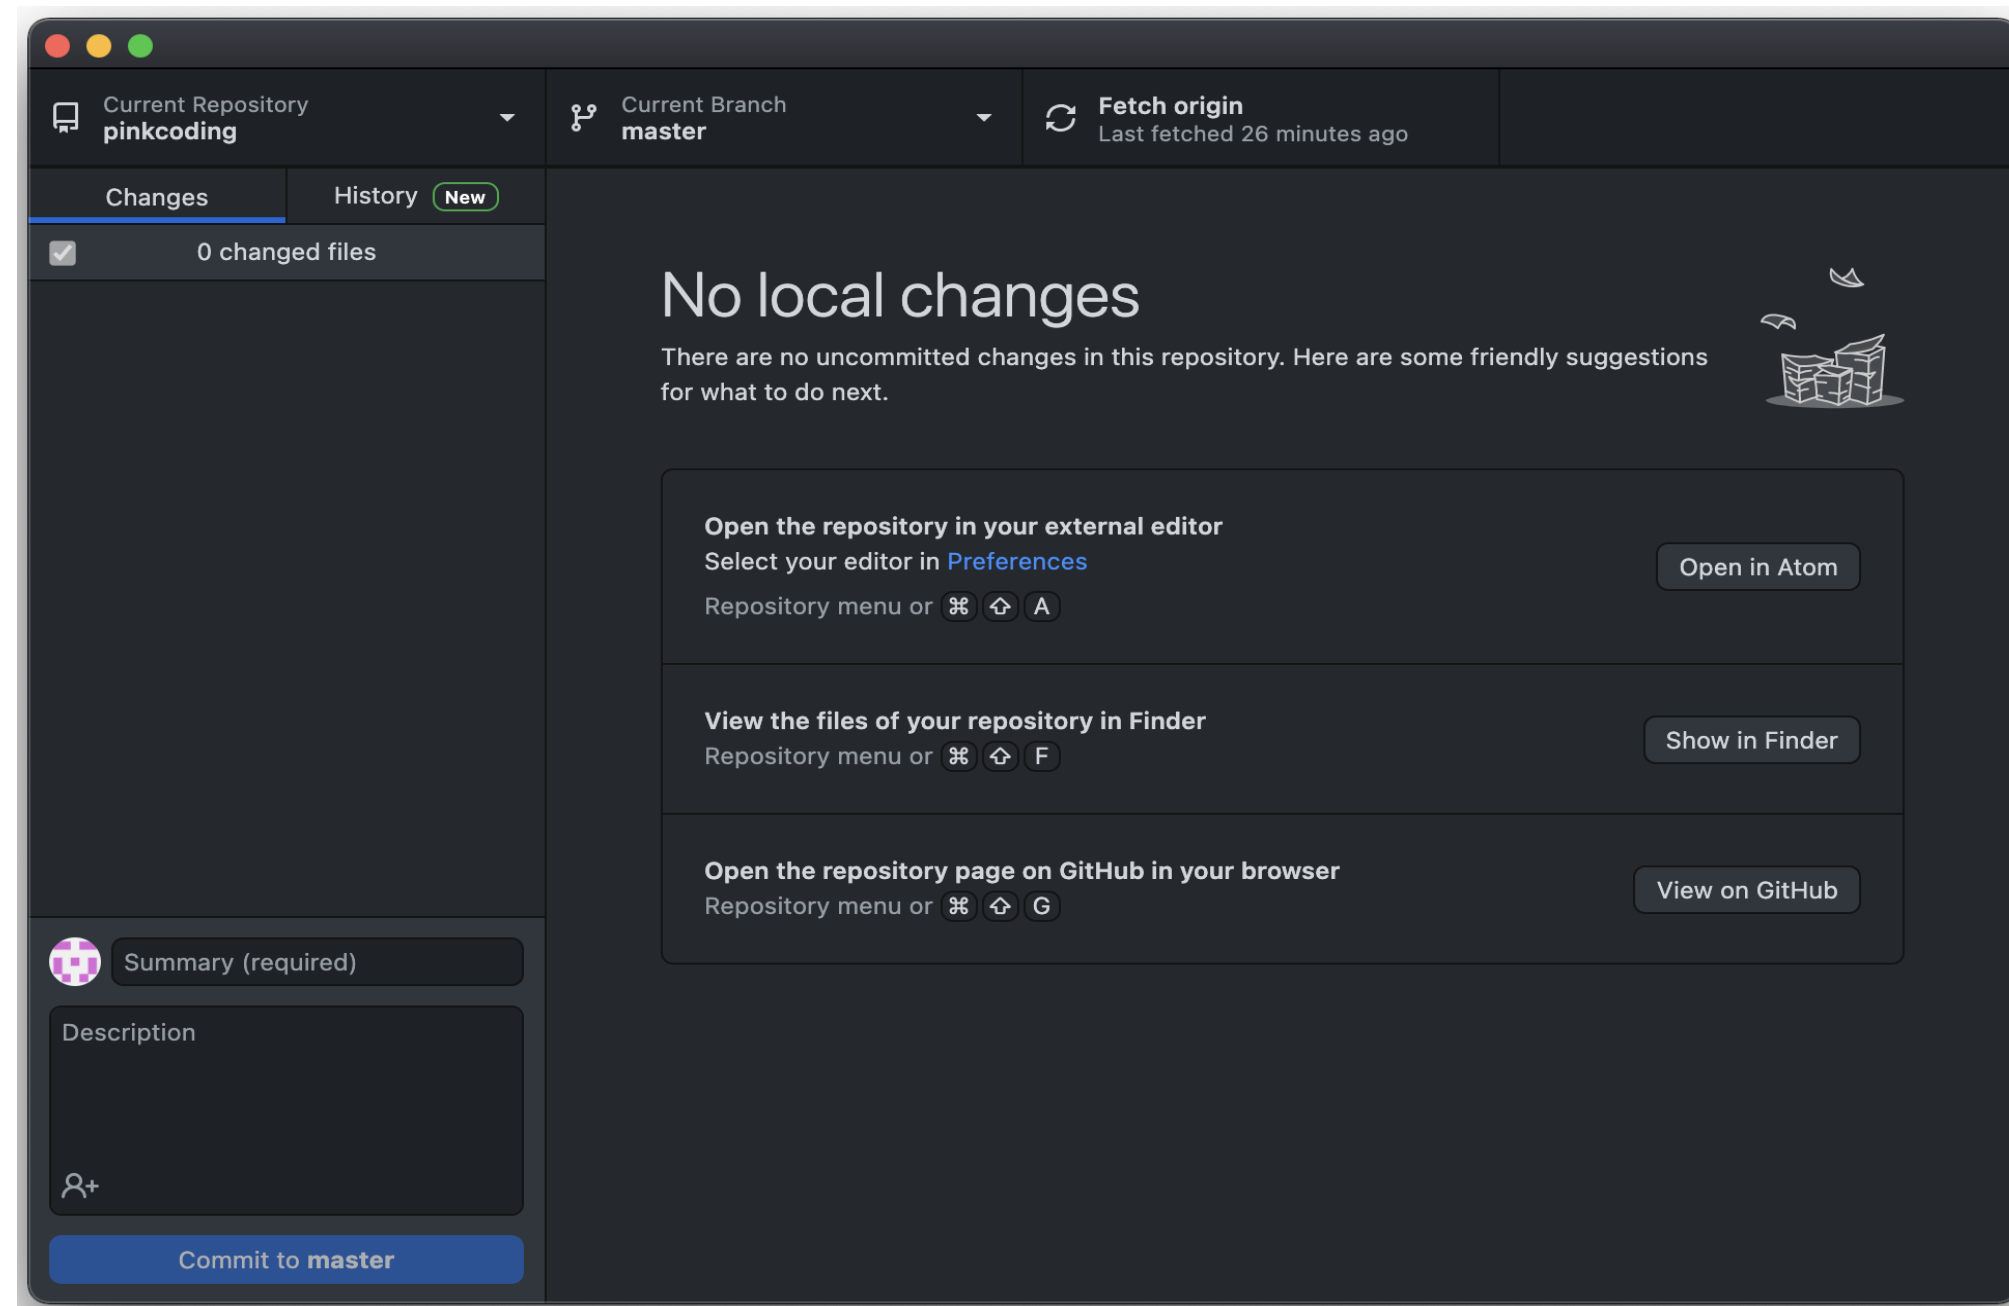 Current Repository
pinkcoding
Current Branch
master
Fetch origin
Last fetched 26 minutes ago
Changes
History New
0 changed files
No local changes
There are no uncommitted changes in this repository. Here are some friendly suggestions
for what to do next.
Open the repository in your external editor
Select your editor in Preferences
Repository menu or ⌘ ⇧ A
Open in Atom
View the files of your repository in Finder
Repository menu or ⌘ ⇧ F
Show in Finder
Open the repository page on GitHub in your browser
Repository menu or ⌘ ⇧ G
View on GitHub
Summary (required)
Description
Commit to master